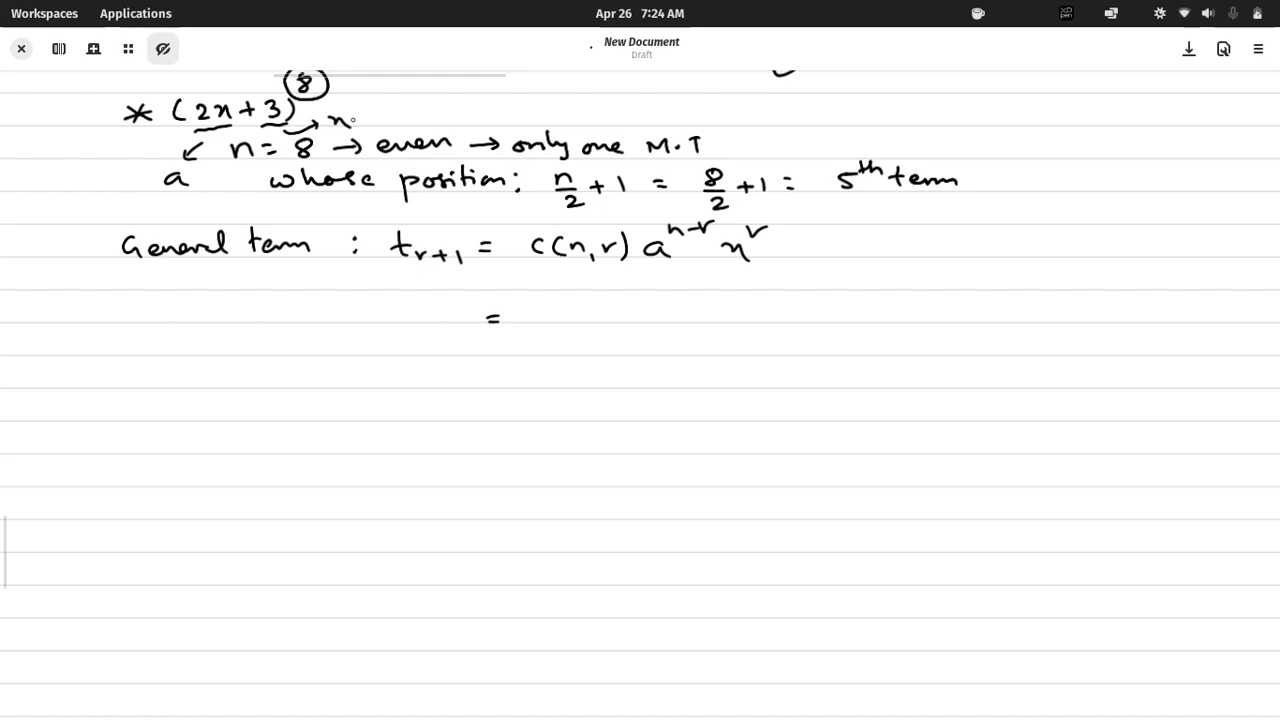 Workspaces Applications Apr 26 7:24 AM
New Document
Draft
8
* (2x + 3)
→ x
n = 8 → even → only one M.T
a whose position: n/2 + 1 = 8/2 + 1 = 5th term
General term : t_{r+1} = C(n, r) a^{n-r} x^r
=